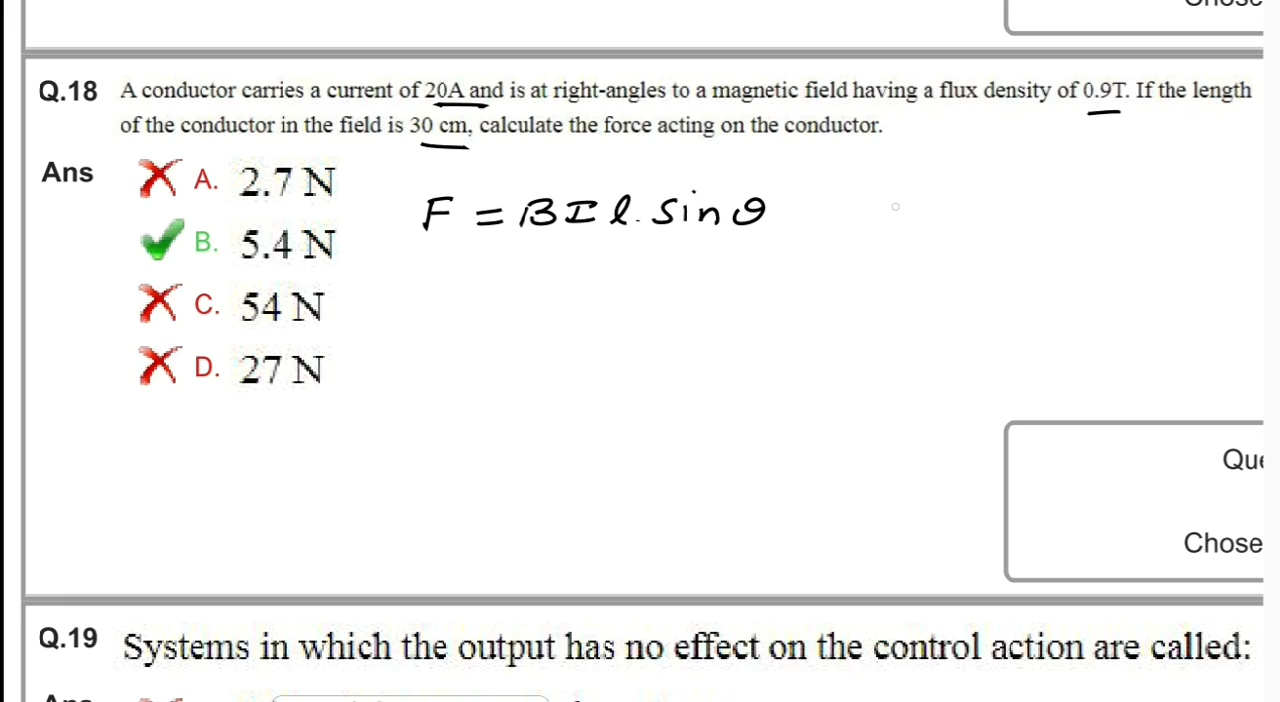 Q.18 A conductor carries a current of 20A and is at right-angles to a magnetic field having a flux density of 0.9T. If the length
of the conductor in the field is 30 cm, calculate the force acting on the conductor.
Ans A. 2.7 N
B. 5.4 N
C. 54 N
D. 27 N
F = BIl. sinθ
Que
Chose
Q.19 Systems in which the output has no effect on the control action are called: